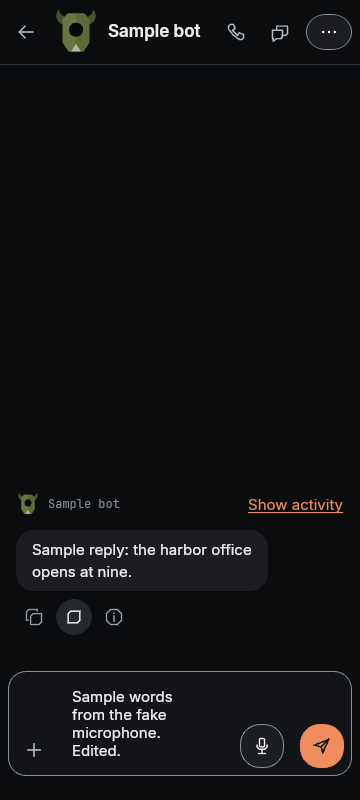 Sample bot
Sample bot
Show activity
Sample reply: the harbor office
opens at nine.
Sample words
from the fake
microphone.
Edited.